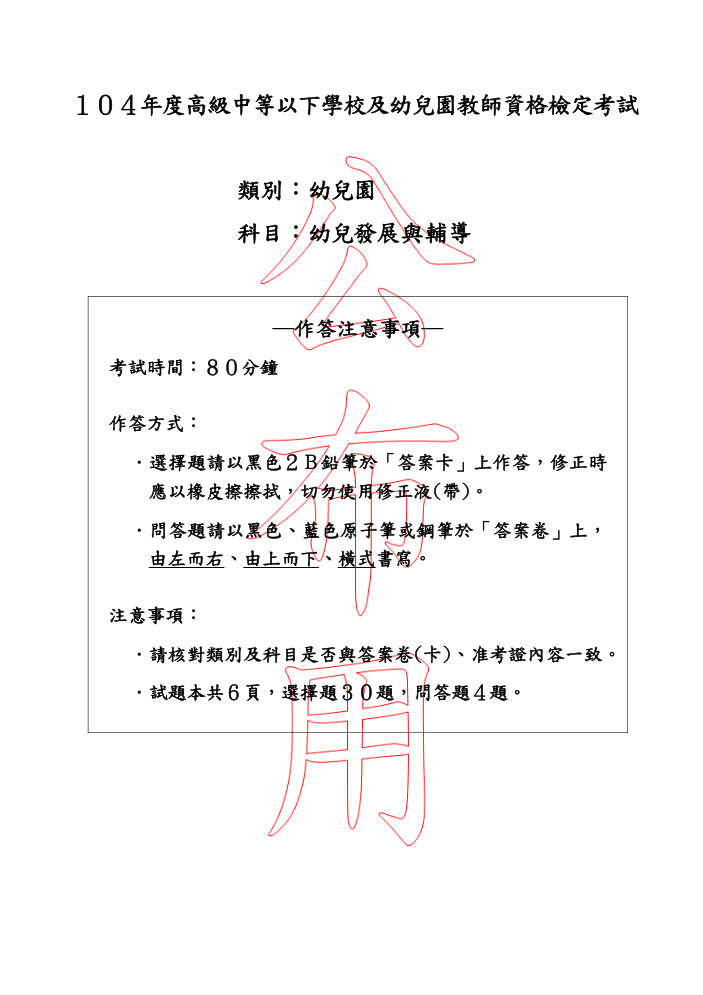 １０４年度高級中等以下學校及幼兒園教師資格檢定考試
類別：幼兒園
科目：幼兒發展與輔導
—作答注意事項—
考試時間：８０分鐘
作答方式：
．選擇題請以黑色２Ｂ鉛筆於「答案卡」上作答，修正時
應以橡皮擦擦拭，切勿使用修正液(帶)。
．問答題請以黑色、藍色原子筆或鋼筆於「答案卷」上，
由左而右、由上而下、橫式書寫。
注意事項：
．請核對類別及科目是否與答案卷(卡)、准考證內容一致。
．試題本共６頁，選擇題３０題，問答題４題。
公布用